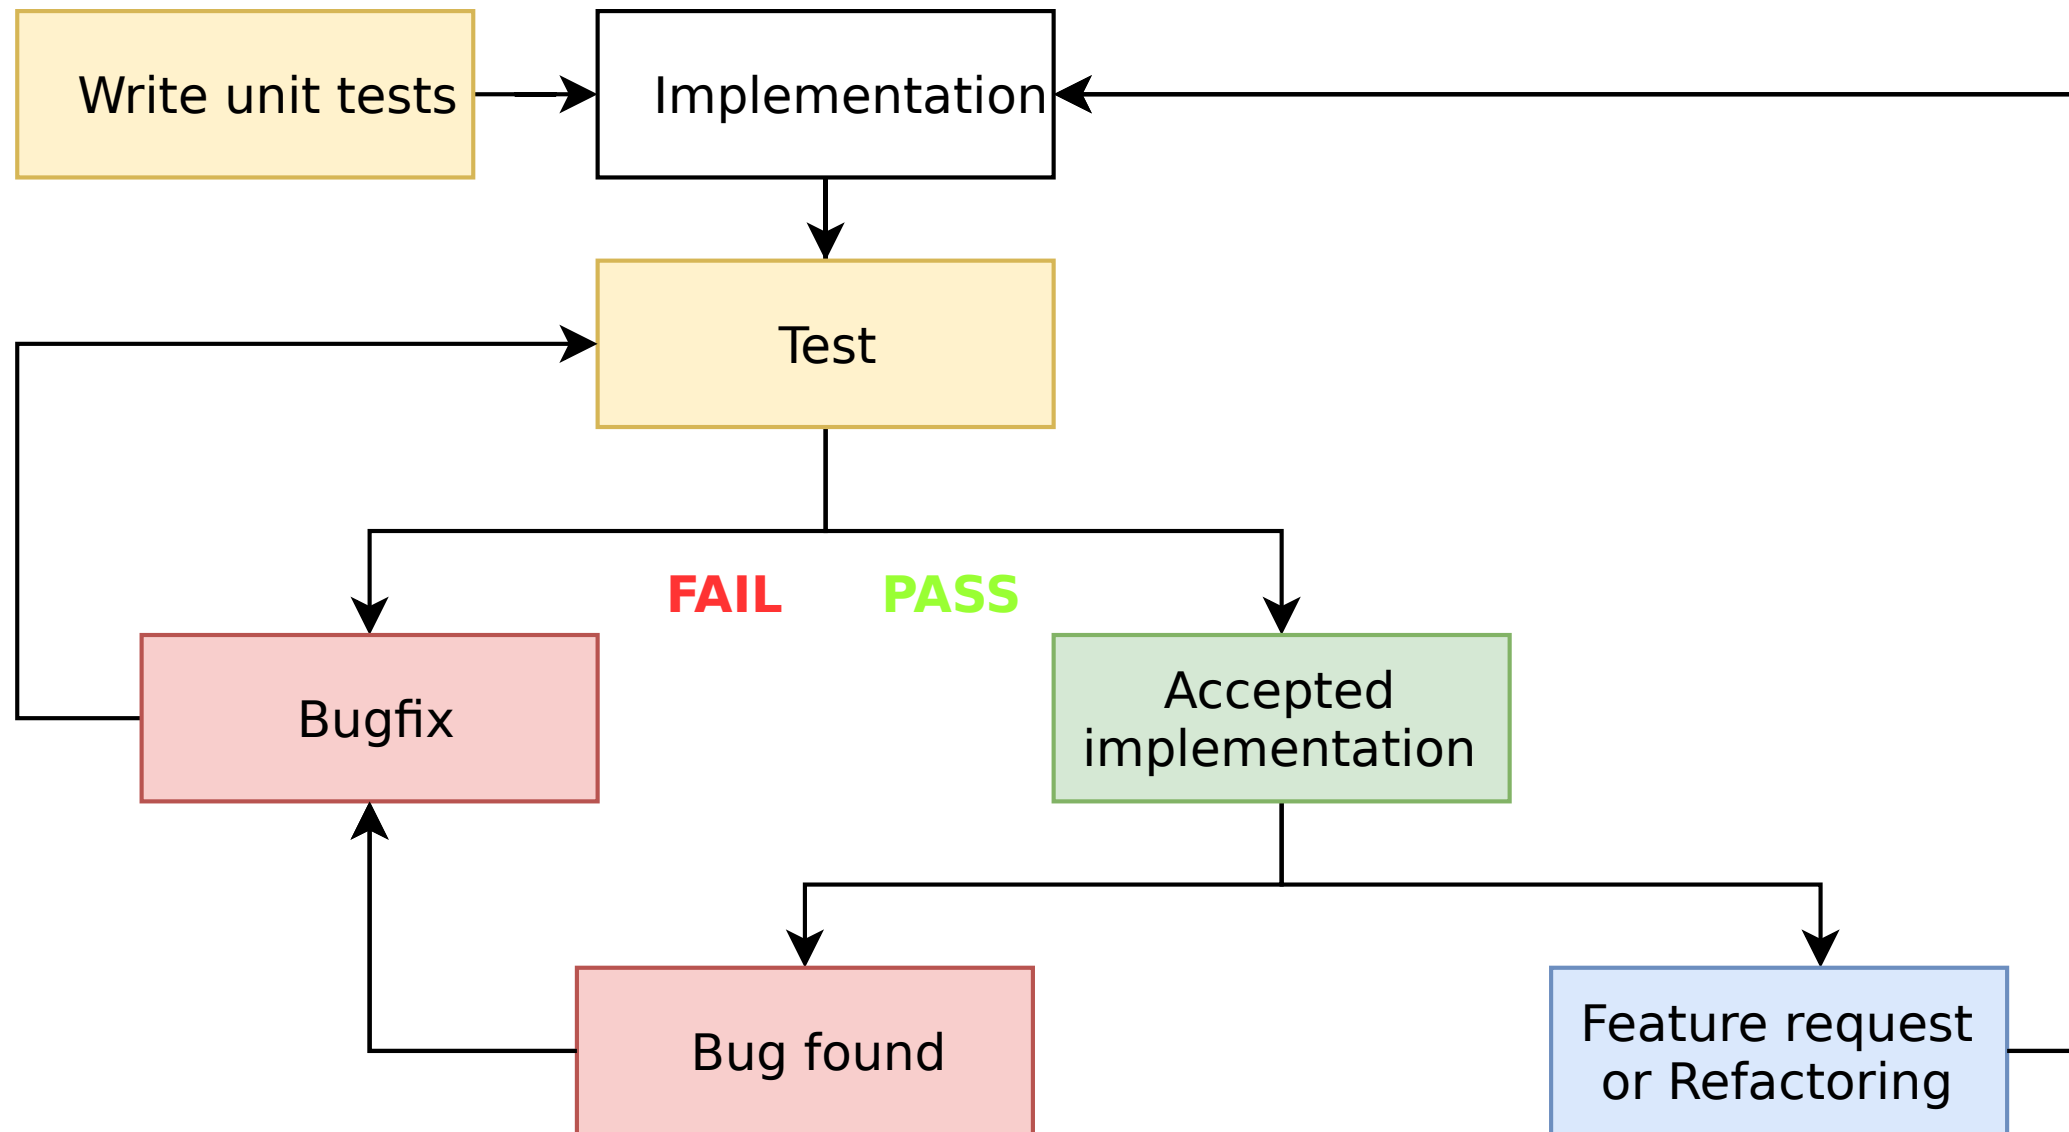 Write unit tests
Implementation
Test
FAIL
PASS
Bugfix
Accepted
implementation
Bug found
Feature request
or Refactoring